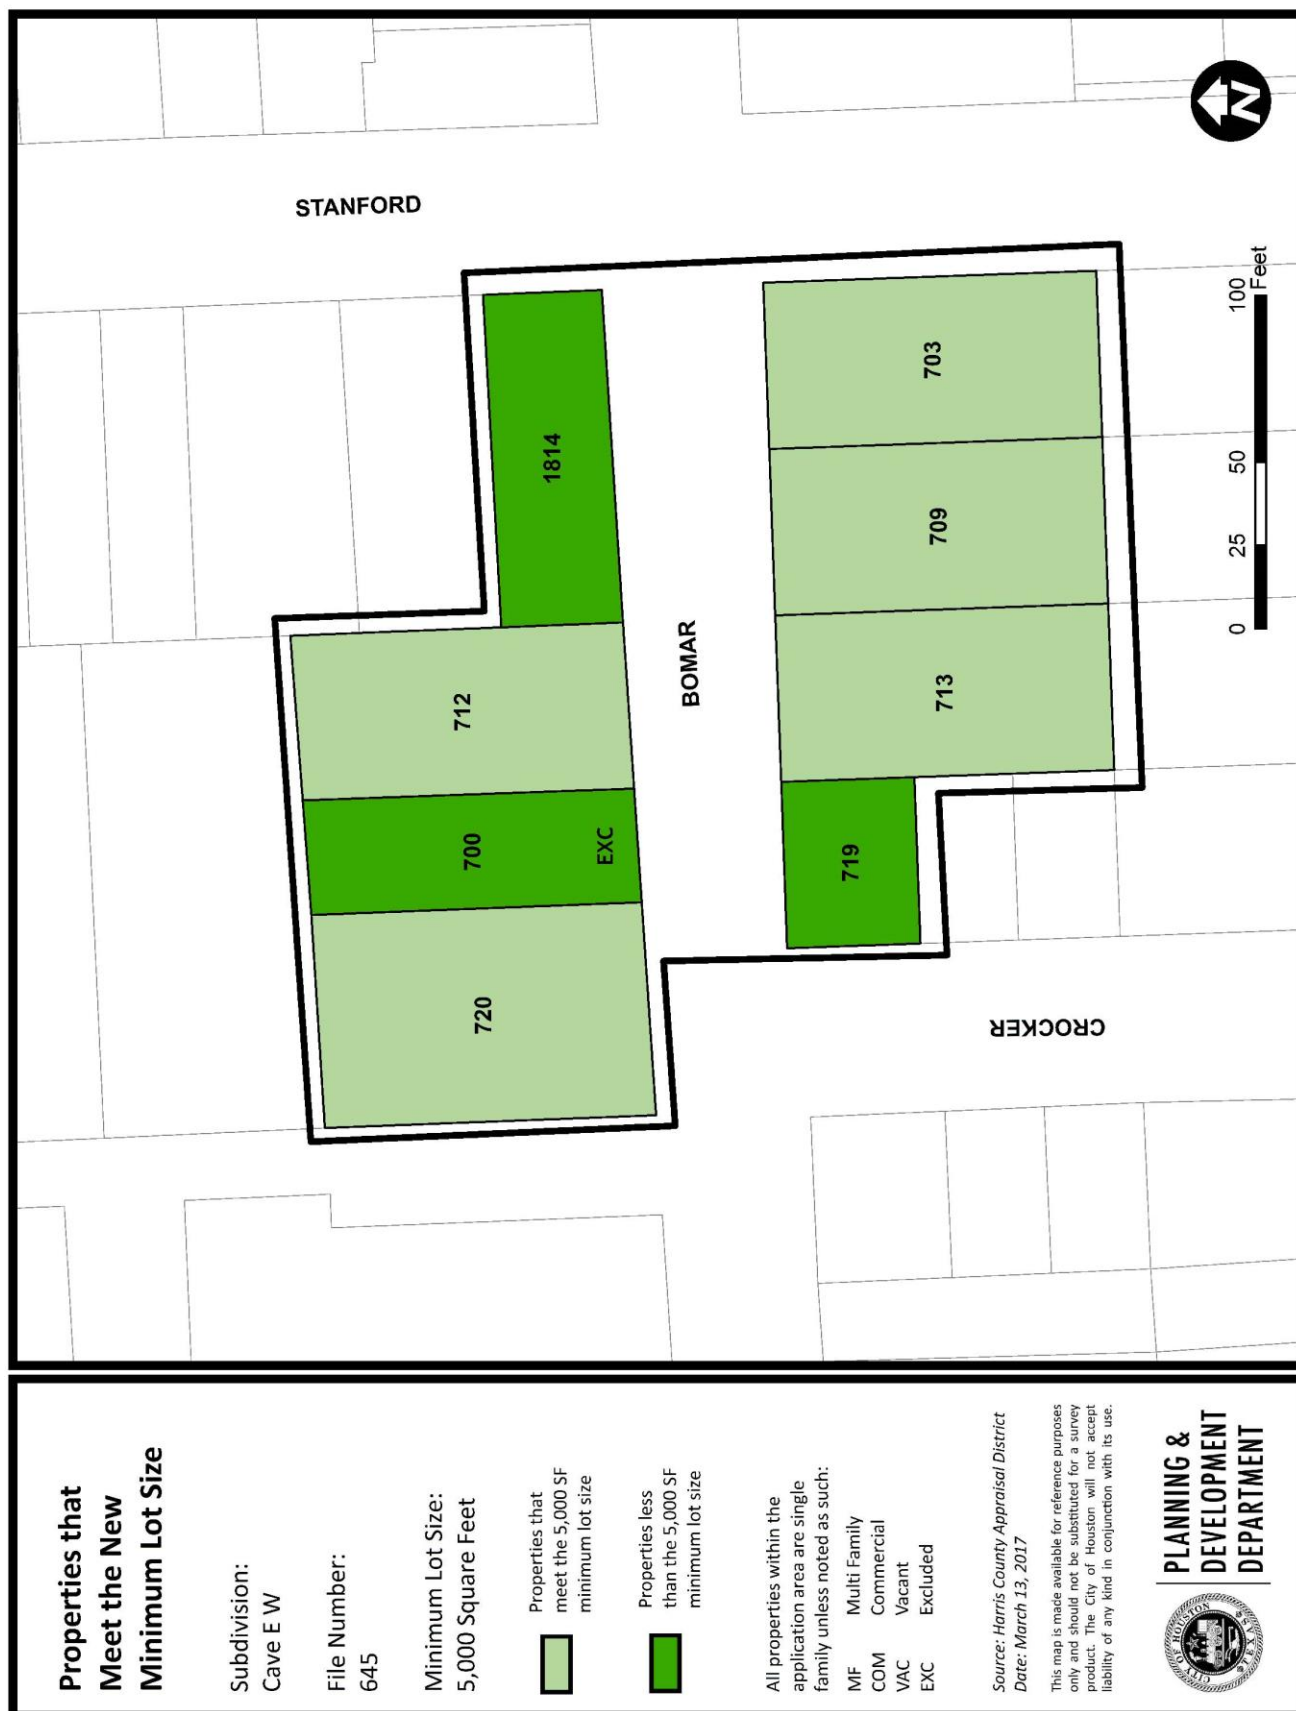 Properties that
Meet the New
Minimum Lot Size
Subdivision:
Cave E W
File Number:
645
Minimum Lot Size:
5,000 Square Feet
Properties that
meet the 5,000 SF
minimum lot size
Properties less
than the 5,000 SF
minimum lot size
All properties within the
application area are single
family unless noted as such:
MF Multi Family
COM Commercial
VAC Vacant
EXC Excluded
Source: Harris County Appraisal District
Date: March 13, 2017
This map is made available for reference purposes
only and should not be substituted for a survey
product. The City of Houston will not accept
liability of any kind in conjunction with its use.
CITY OF HOUSTON
TEXAS
PLANNING &
DEVELOPMENT
DEPARTMENT
STANFORD
1814
712
700
EXC
720
BOMAR
703
709
713
719
CROCKER
N
0 25 50 100
Feet